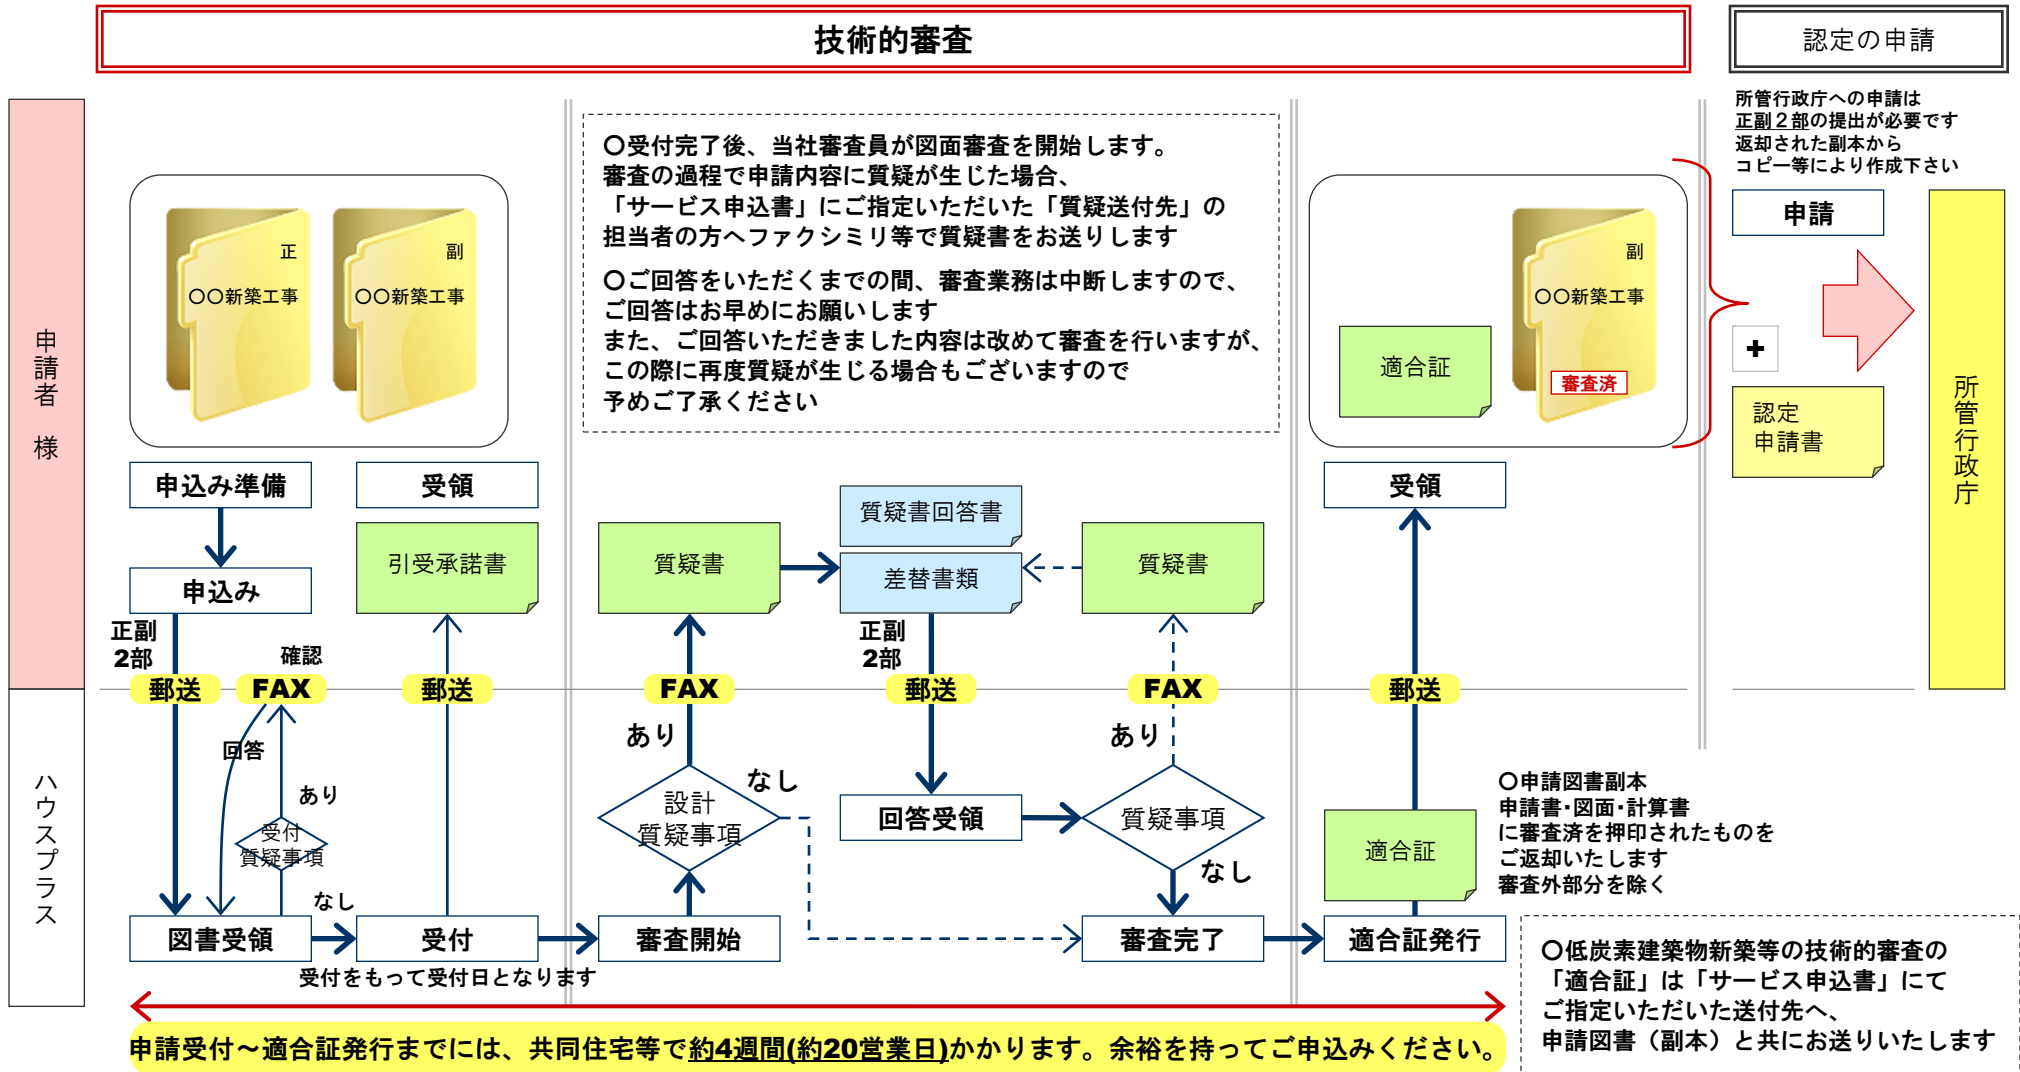 技術的審査
認定の申請
所管行政庁への申請は
正副２部の提出が必要です
返却された副本から
コピー等により作成下さい
申請者　様
ハウスプラス
正
〇〇新築工事
副
〇〇新築工事
〇受付完了後、当社審査員が図面審査を開始します。
審査の過程で申請内容に質疑が生じた場合、
「サービス申込書」にご指定いただいた「質疑送付先」の
担当者の方へファクシミリ等で質疑書をお送りします
〇ご回答をいただくまでの間、審査業務は中断しますので、
ご回答はお早めにお願いします
また、ご回答いただきました内容は改めて審査を行いますが、
この際に再度質疑が生じる場合もございますので
予めご了承ください
副
〇〇新築工事
審査済
適合証
申請
+
認定
申請書
所管行政庁
申込み準備
受領
申込み
引受承諾書
質疑書
質疑書回答書
差替書類
質疑書
受領
正副
2部
確認
正副
2部
郵送
FAX
郵送
FAX
郵送
FAX
郵送
回答
あり
受付
質疑事項
なし
あり
設計
質疑事項
なし
回答受領
あり
質疑事項
なし
適合証
〇申請図書副本
申請書・図面・計算書
に審査済を押印されたものを
ご返却いたします
審査外部分を除く
図書受領
受付
審査開始
審査完了
適合証発行
受付をもって受付日となります
申請受付～適合証発行までには、共同住宅等で約4週間(約20営業日)かかります。余裕を持ってご申込みください。
〇低炭素建築物新築等の技術的審査の
「適合証」は「サービス申込書」にて
ご指定いただいた送付先へ、
申請図書（副本）と共にお送りいたします